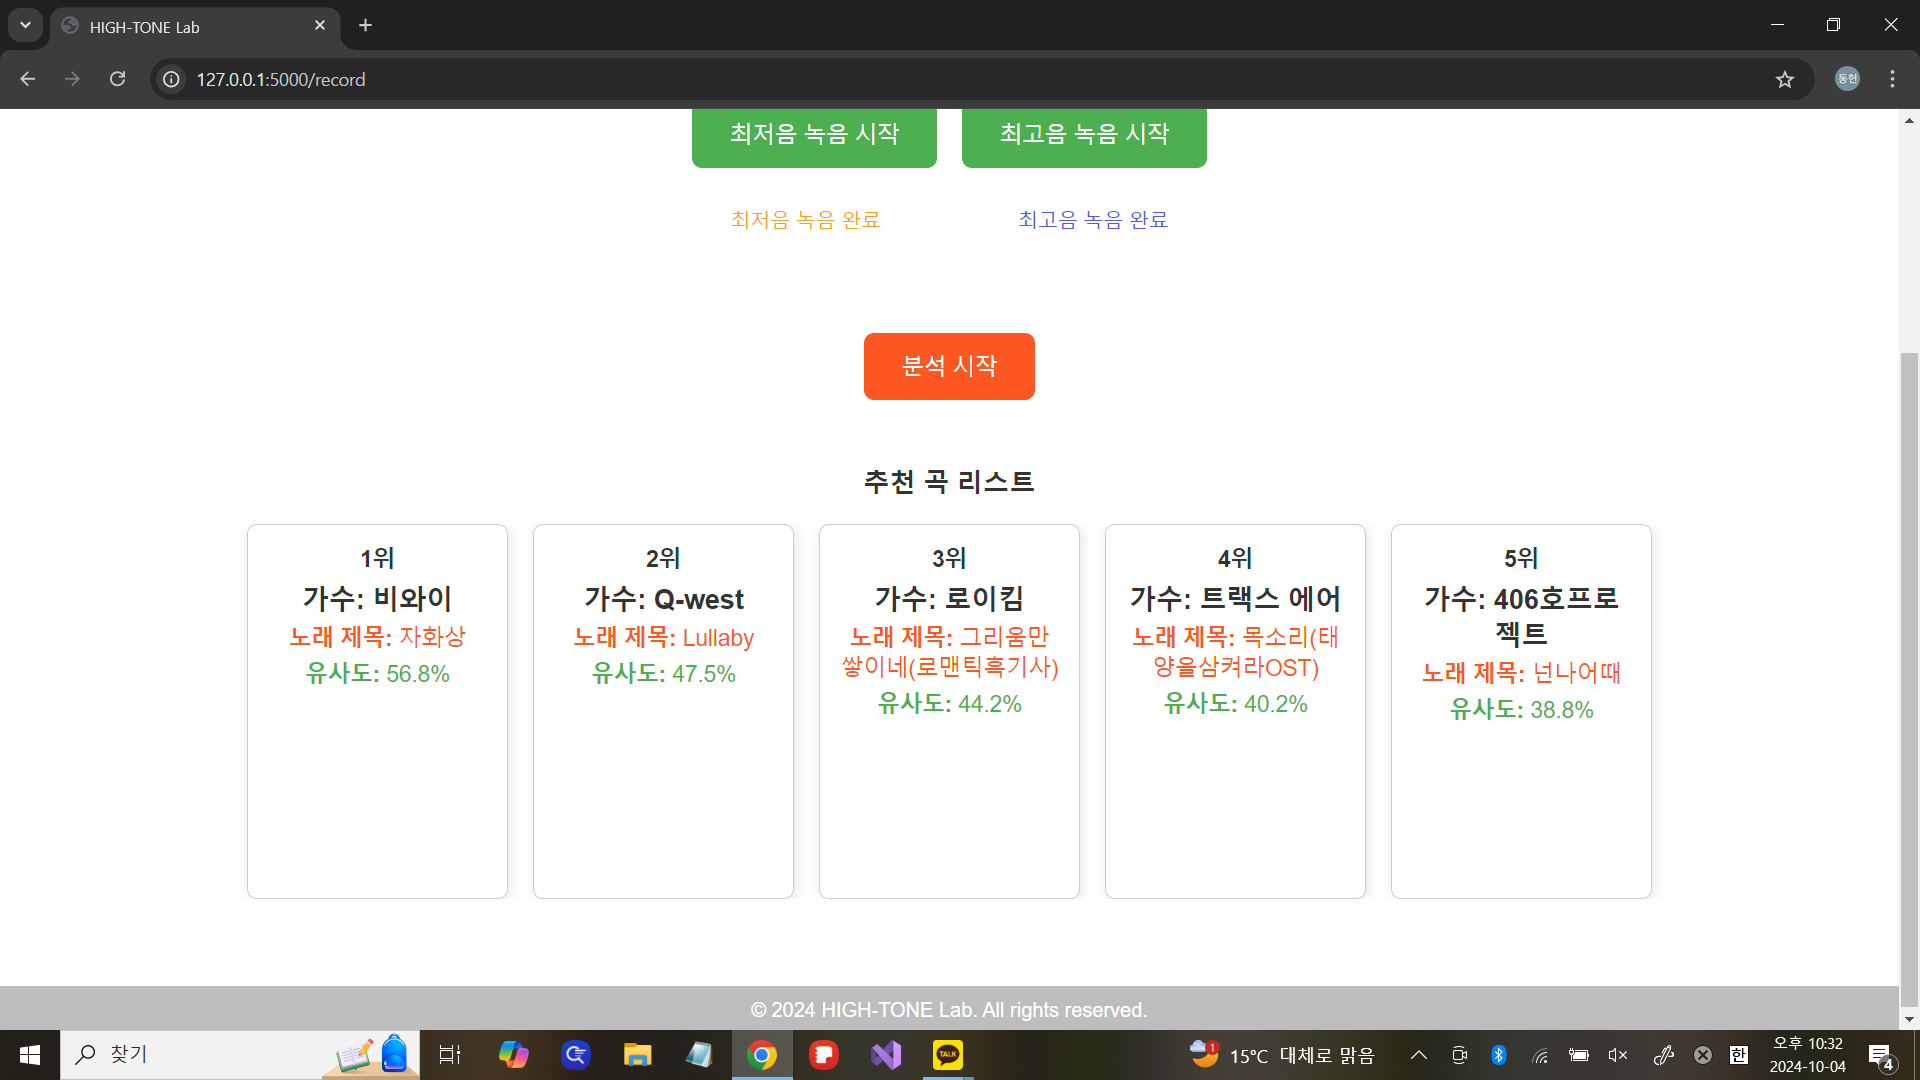 HIGH-TONE Lab
127.0.0.1:5000/record
동헌
최저음 녹음 시작
최고음 녹음 시작
최저음 녹음 완료
최고음 녹음 완료
분석 시작
추천 곡 리스트
1위
가수: 비와이
노래 제목: 자화상
유사도: 56.8%
2위
가수: Q-west
노래 제목: Lullaby
유사도: 47.5%
3위
가수: 로이킴
노래 제목: 그리움만
쌓이네(로맨틱흑기사)
유사도: 44.2%
4위
가수: 트랙스 에어
노래 제목: 목소리(태
양을삼켜라OST)
유사도: 40.2%
5위
가수: 406호프로
젝트
노래 제목: 넌나어때
유사도: 38.8%
© 2024 HIGH-TONE Lab. All rights reserved.
찾기
TALK
1
15°C 대체로 맑음
한
오후 10:32
2024-10-04
4